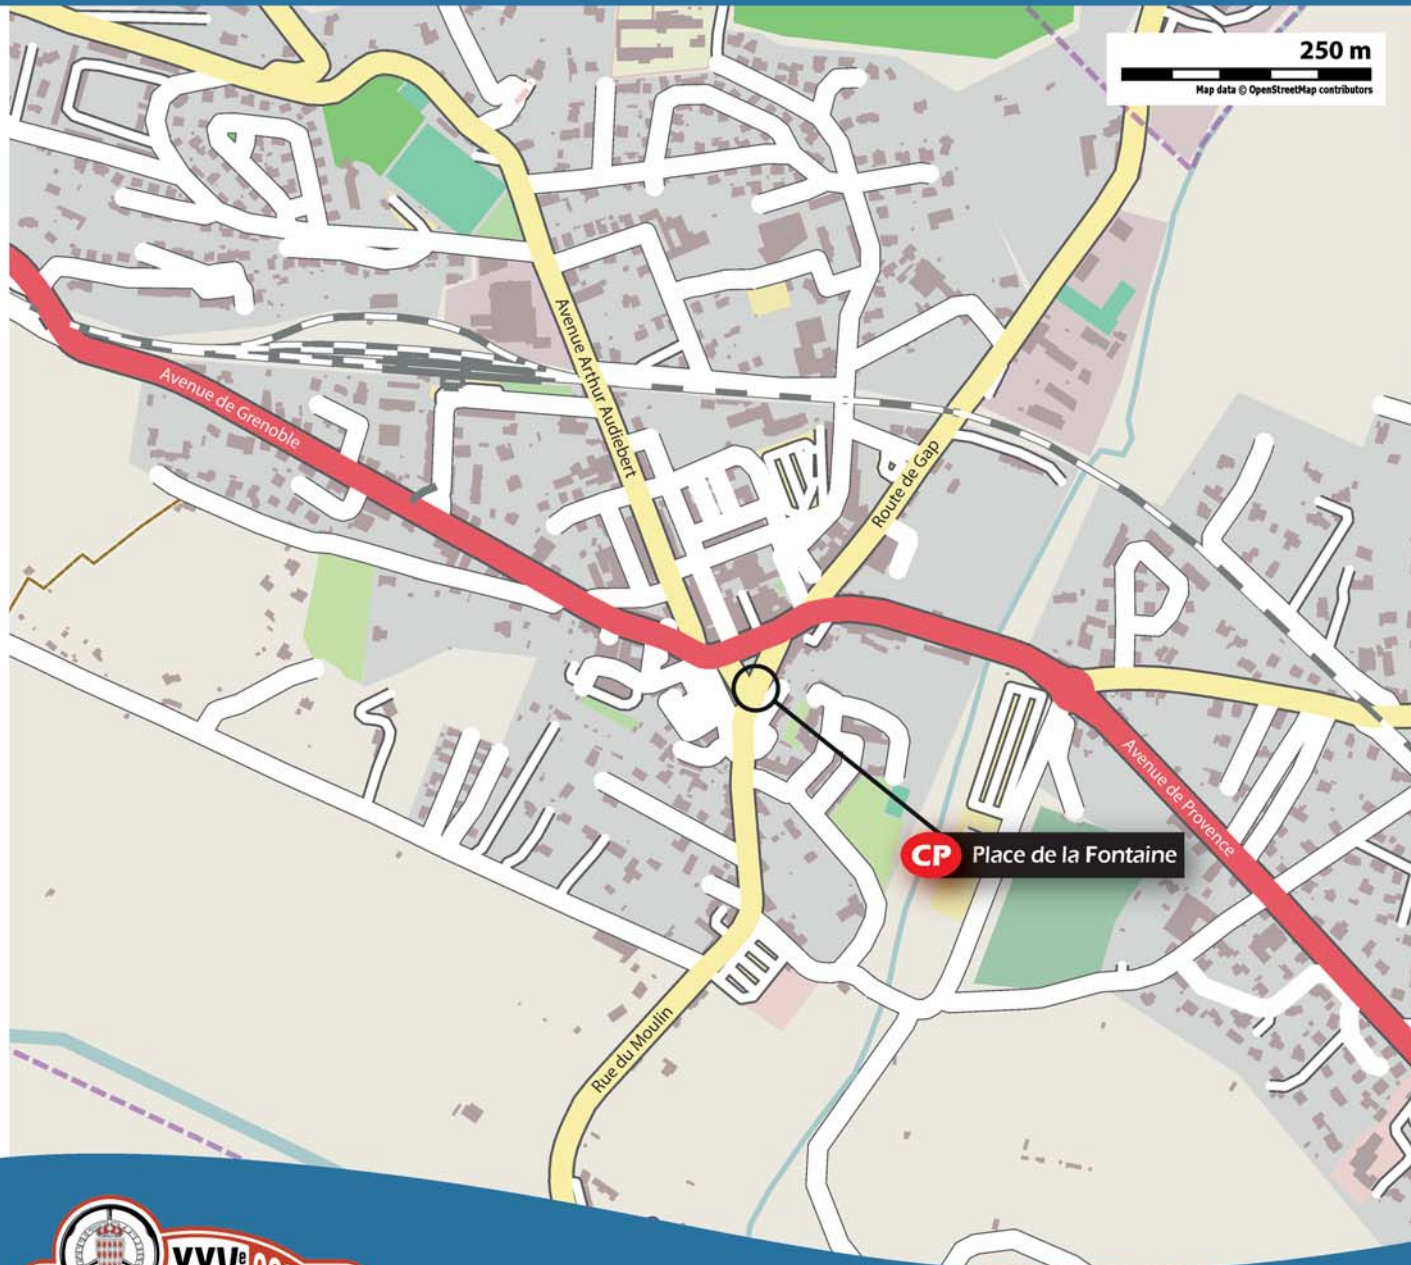 250 m
Map data © OpenStreetMap contributors
Avenue de Grenoble
Avenue Arthur Audiebert
Route de Gap
Avenue de Provence
CP Place de la Fontaine
Rue du Moulin
XXVe